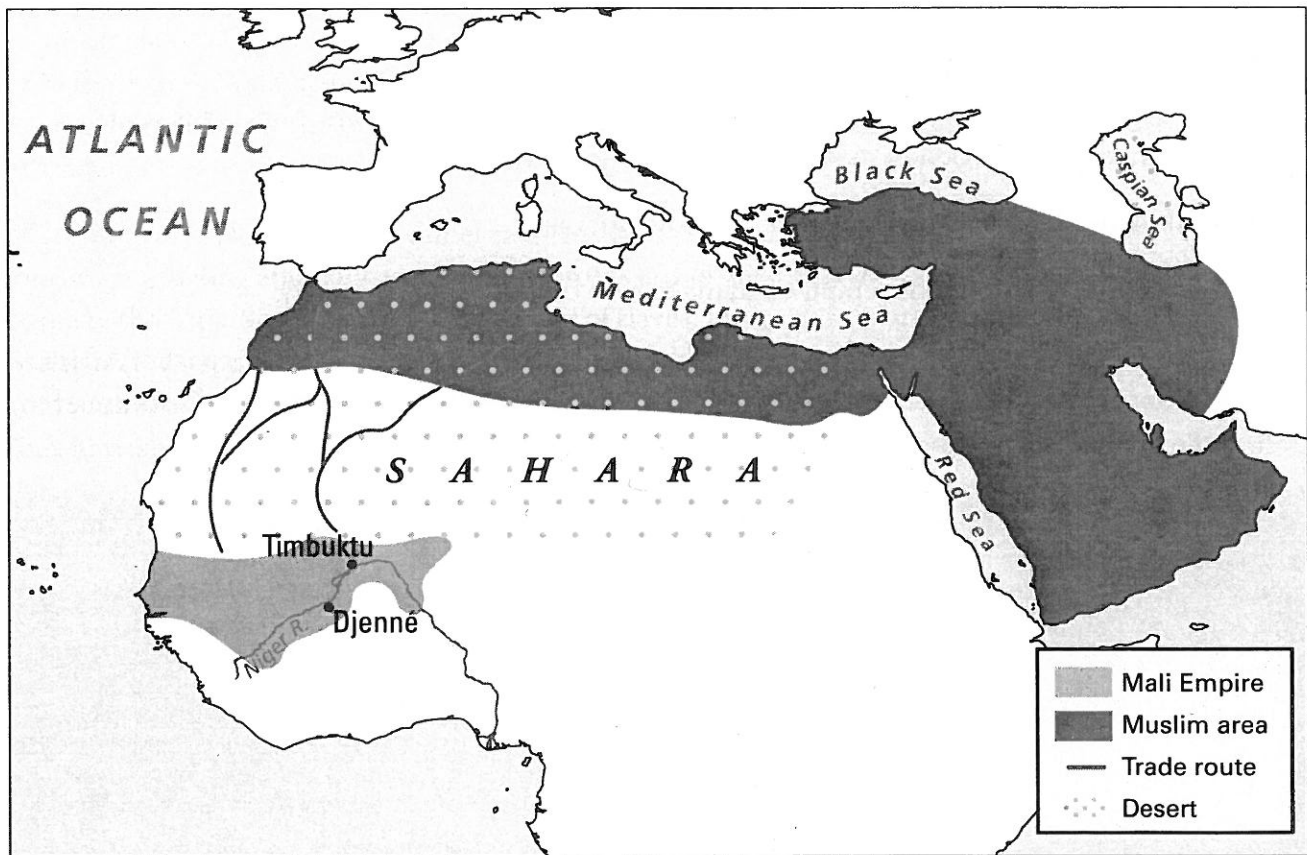 ATLANTIC
OCEAN
Black Sea
Caspian Sea
Mediterranean Sea
SAHARA
Red Sea
Timbuktu
Djenné
Niger R.
Mali Empire
Muslim area
Trade route
Desert